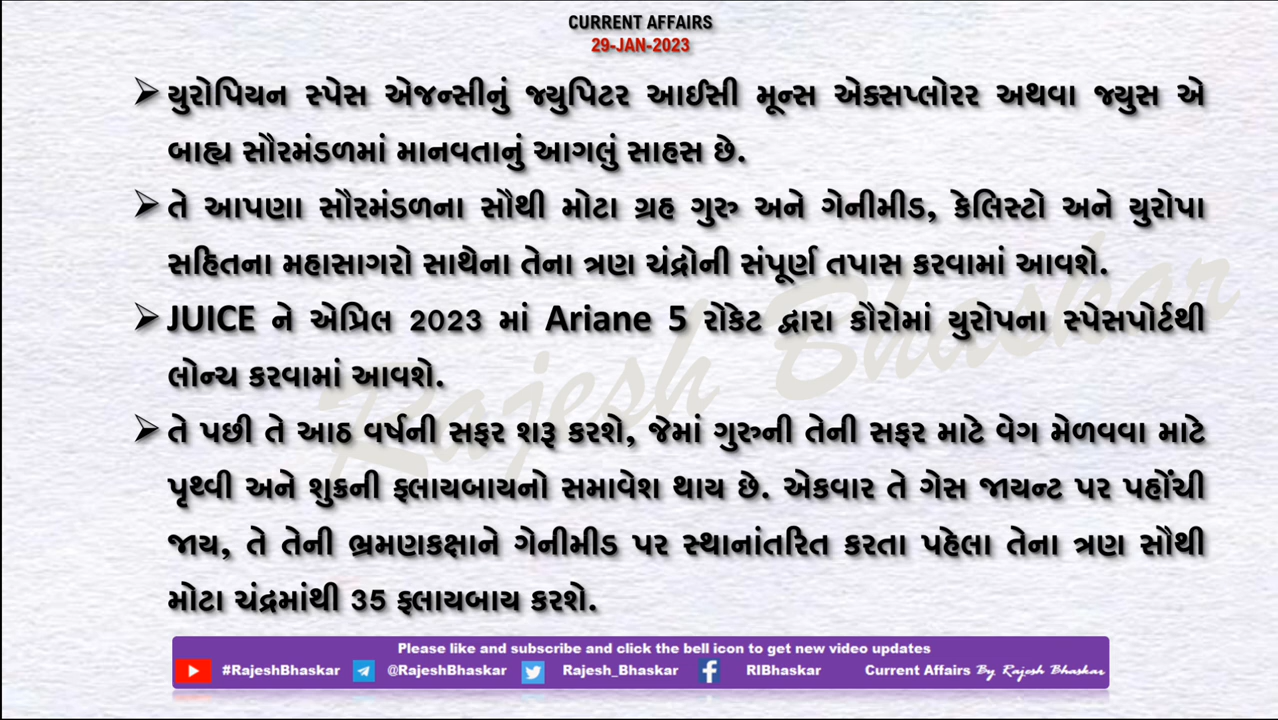 CURRENT AFFAIRS
29-JAN-2023
➢ યુરોપિયન સ્પેસ એજન્સીનું જ્યુપિટર આઈસી મૂન્સ એક્સપ્લોરર અથવા જ્યુસ એ
બાહ્ય સૌરમંડળમાં માનવતાનું આગલું સાહસ છે.
➢ તે આપણા સૌરમંડળના સૌથી મોટા ગ્રહ ગુરુ અને ગેનીમીડ, કેલિસ્ટો અને યુરોપા
સહિતના મહાસાગરો સાથેના તેના ત્રણ ચંદ્રોની સંપૂર્ણ તપાસ કરવામાં આવશે.
➢ JUICE ને એપ્રિલ 2023 માં Ariane 5 રોકેટ દ્વારા કૌરોમાં યુરોપના સ્પેસપોર્ટથી
લોન્ચ કરવામાં આવશે.
➢ તે પછી તે આઠ વર્ષની સફર શરૂ કરશે, જેમાં ગુરુની તેની સફર માટે વેગ મેળવવા માટે
પૃથ્વી અને શુક્રની ફ્લાયબાયનો સમાવેશ થાય છે. એકવાર તે ગેસ જાયન્ટ પર પહોંચી
જાય, તે તેની ભ્રમણકક્ષાને ગેનીમીડ પર સ્થાનાંતરિત કરતા પહેલા તેના ત્રણ સૌથી
મોટા ચંદ્રમાંથી 35 ફ્લાયબાય કરશે.
Rajesh Bhaskar
Please like and subscribe and click the bell icon to get new video updates
#RajeshBhaskar @RajeshBhaskar Rajesh_Bhaskar RIBhaskar Current Affairs By Rajesh Bhaskar